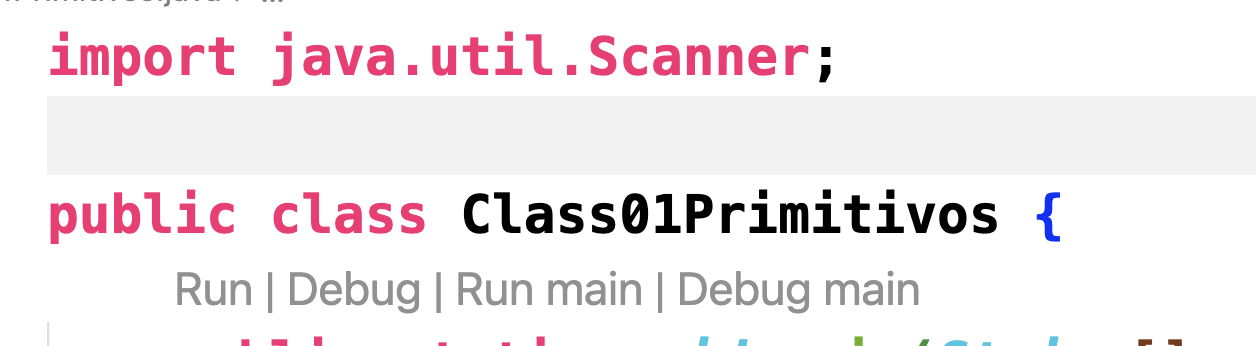 import java.util.Scanner;
public class Class01Primitivos {
Run | Debug | Run main | Debug main